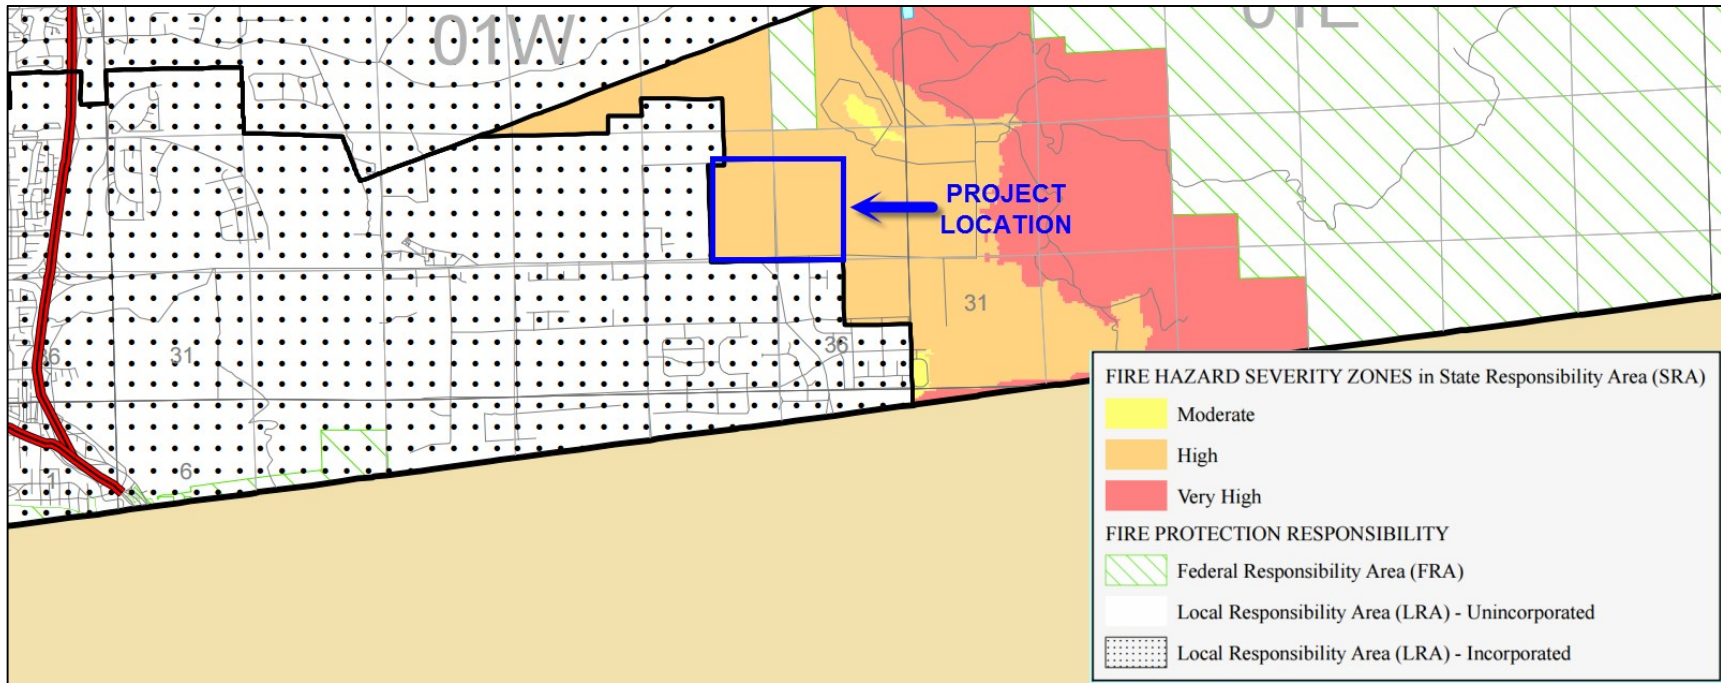 01W
01E
PROJECT
LOCATION
31
36
31
36
6
1
FIRE HAZARD SEVERITY ZONES in State Responsibility Area (SRA)
Moderate
High
Very High
FIRE PROTECTION RESPONSIBILITY
Federal Responsibility Area (FRA)
Local Responsibility Area (LRA) - Unincorporated
Local Responsibility Area (LRA) - Incorporated